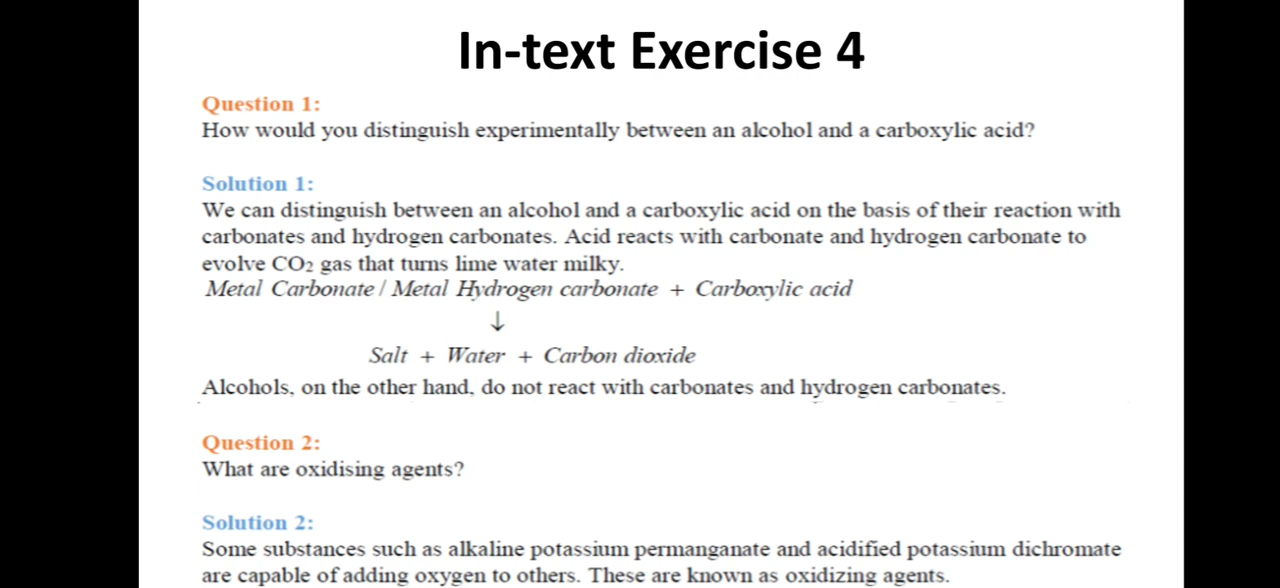 In-text Exercise 4
Question 1:
How would you distinguish experimentally between an alcohol and a carboxylic acid?
Solution 1:
We can distinguish between an alcohol and a carboxylic acid on the basis of their reaction with
carbonates and hydrogen carbonates. Acid reacts with carbonate and hydrogen carbonate to
evolve CO₂ gas that turns lime water milky.
Metal Carbonate / Metal Hydrogen carbonate + Carboxylic acid
↓
Salt + Water + Carbon dioxide
Alcohols, on the other hand, do not react with carbonates and hydrogen carbonates.
Question 2:
What are oxidising agents?
Solution 2:
Some substances such as alkaline potassium permanganate and acidified potassium dichromate
are capable of adding oxygen to others. These are known as oxidizing agents.